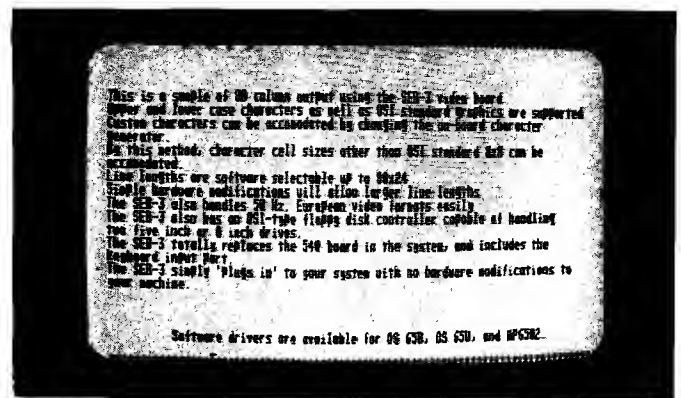 This is a sample of 80 column output using the SEB-3 video board.
Upper and lower case characters as well as OSI standard graphics are supported
Custom characters can be accomodated by changing the on-board character
generator.
By this method, character cell sizes other than OSI standard 8x8 can be
accomodated.
Line lengths are software selectable up to 80x24
Simple hardware modifications will allow larger line lengths
The SEB-3 also handles 50 Hz. European video formats easily
The SEB-3 also has an OSI-type floppy disk controller capable of handling
two five inch or 8 inch drives.
The SEB-3 totally replaces the 540 board in the system, and includes the
Keyboard input Port.
The SEB-3 simply 'plugs in' to your system with no hardware modifications to
your machine.
Software drivers are available for OS 65D, OS 65U, and HP6502.